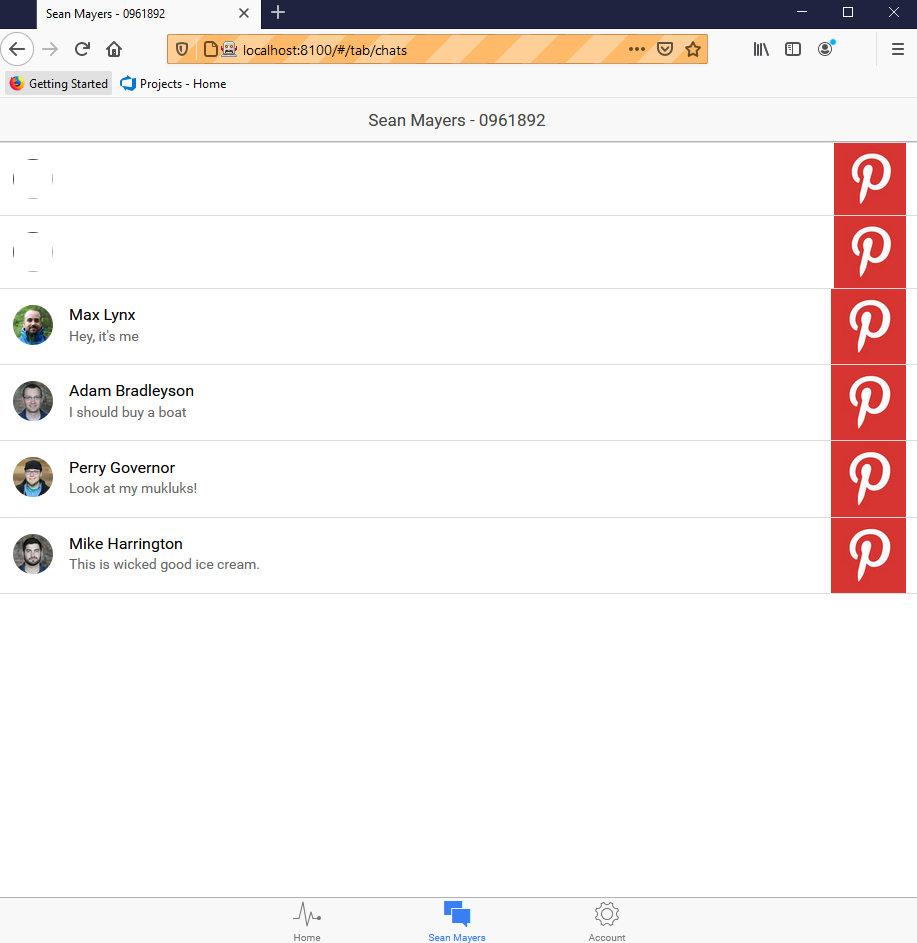 Sean Mayers - 0961892
localhost:8100/#/tab/chats
Getting Started
Projects - Home
Sean Mayers - 0961892
Max Lynx
Hey, it's me
Adam Bradleyson
I should buy a boat
Perry Governor
Look at my mukluks!
Mike Harrington
This is wicked good ice cream.
Home
Sean Mayers
Account